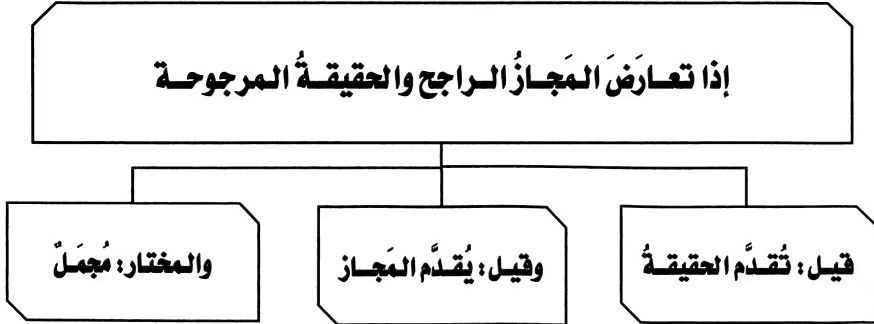 إذا تعارَضَ المَجازُ الراجح والحقيقةُ المرجوحة
قيل: تُقدَّم الحقيقةُ
وقيل: يُقدَّم المَجاز
والمختار: مُجمَلٌ